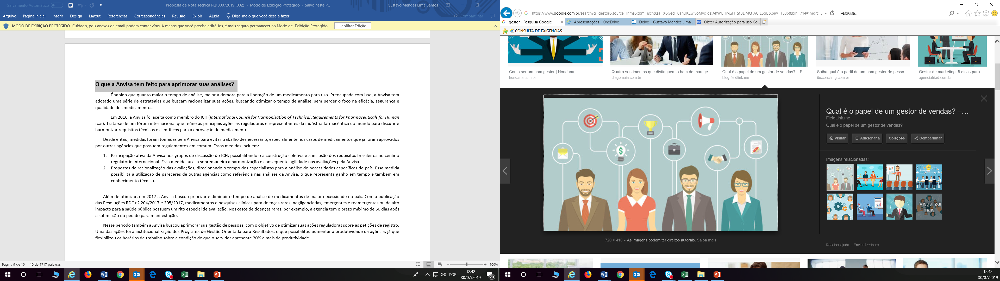 Salvamento Automático
Proposta de Nota Técnica PLs 30072019 (002) - Modo de Exibição Protegido - Salvo neste PC
Gustavo Mendes Lima Santos
Arquivo Página Inicial Inserir Design Layout Referências Correspondências Revisão Exibir Ajuda Diga-me o que você deseja fazer Compartilhar
MODO DE EXIBIÇÃO PROTEGIDO Cuidado, pois anexos de email podem conter vírus. A menos que você precise editá-los, é mais seguro permanecer no Modo de Exibição Protegido. Habilitar Edição
O que a Anvisa tem feito para aprimorar suas análises?
É sabido que quanto maior o tempo de análise, maior a demora para a liberação de um medicamento para uso. Preocupada com isso, a Anvisa tem
adotado uma série de estratégias que buscam racionalizar suas ações, buscando otimizar o tempo de análise, sem perder o foco na eficácia, segurança e
qualidade dos medicamentos.
Em 2016, a Anvisa foi aceita como membro do ICH (International Council for Harmonisation of Technical Requirements for Pharmaceuticals for Human
Use). Trata-se de um fórum internacional que reúne as principais agências reguladoras e representantes da indústria farmacêutica do mundo para discutir e
harmonizar requisitos técnicos e científicos para a aprovação de medicamentos.
Desde então, medidas foram tomadas pela Anvisa para evitar trabalho desnecessário, especialmente nos casos de medicamentos que já foram aprovados
por outras agências que possuem regulamentos em comum. Essas medidas incluem:
1. Participação ativa da Anvisa nos grupos de discussão do ICH, possibilitando o a construção coletiva e a inclusão dos requisitos brasileiros no cenário
regulatório internacional. Essa medida auxilia sobremaneira a harmonização e consequente agilidade nas avaliações pela Anvisa.
2. Propostas de racionalização das avaliações, direcionando o tempo dos especialistas para a análise de necessidades específicas do país. Essa medida
possibilita a utilização de pareceres de outras agências como referência nas análises da Anvisa, o que representa ganho em tempo e também em
conhecimento técnico.
Além de otimizar, em 2017 a Anvisa buscou priorizar e diminuir o tempo de análise de medicamentos de maior necessidade no país. Com a publicação
das Resoluções RDC nº 204/2017 e 205/2017, medicamentos e pesquisas clínicas para doenças raras, negligenciadas, emergentes e reemergentes ou de alto
impacto para a saúde pública possuem um rito especial de avaliação. Nos casos de doenças raras, por exemplo, a agência tem o prazo máximo de 60 dias após
a submissão do pedido para manifestação.
Nesse período também a Anvisa buscou aprimorar sua gestão de pessoas, com o objetivo de otimizar suas ações reguladoras sobre as petições de registro.
Uma das ações foi a institucionalização dos Programa de Gestão Orientada para Resultados, o que possibilitou aumentar a produtividade da agência, já que
flexibilizou os horários de trabalho sobre a condição de que o servidor apresente 20% a mais de produtividade.
Página 9 de 10 10 de 1717 palavras
100%
POR
12:42
30/07/2019
20
Pesquisa...
gestor - Pesquisa Google
Apresentações - OneDrive
Delve – Gustavo Mendes Lima ...
Obter Autorização para uso Co...
CONSULTA DE EXIGENCIAS...
Como ser um bom gestor | Hondana
hondana.com.br
Quatro sentimentos que distinguem o bom do mau ge...
diegomaia.com.br
Qual é o papel de um gestor de vendas? – F...
blog.fieldlink.me
Saiba qual é o perfil de um bom gestor de pesso...
ibccoaching.com.br
Gestor de marketing: 5 dicas para...
agenciatriad.com.br
Qual é o papel de um gestor de vendas? –...
FieldLink.me
Qual é o papel de um gestor de vendas?
Visitar Adicionar a Coleções Compartilhar
Imagens relacionadas:
Visualizar
mais
720 × 410 - As imagens podem ter direitos autorais. Saiba mais
Receber ajuda - Enviar feedback
12:42
30/07/2019